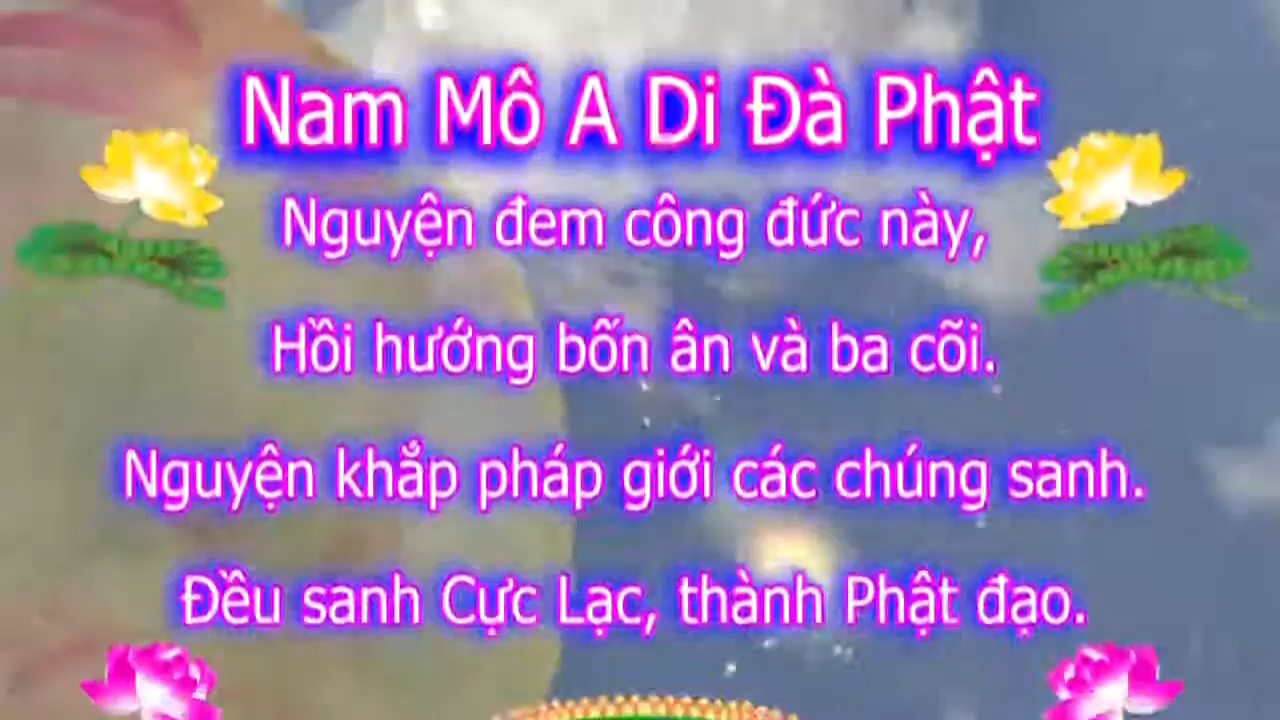 Nam Mô A Di Đà Phật
Nguyện đem công đức này,
Hồi hướng bốn ân và ba cõi.
Nguyện khắp pháp giới các chúng sanh.
Đều sanh Cực Lạc, thành Phật đạo.